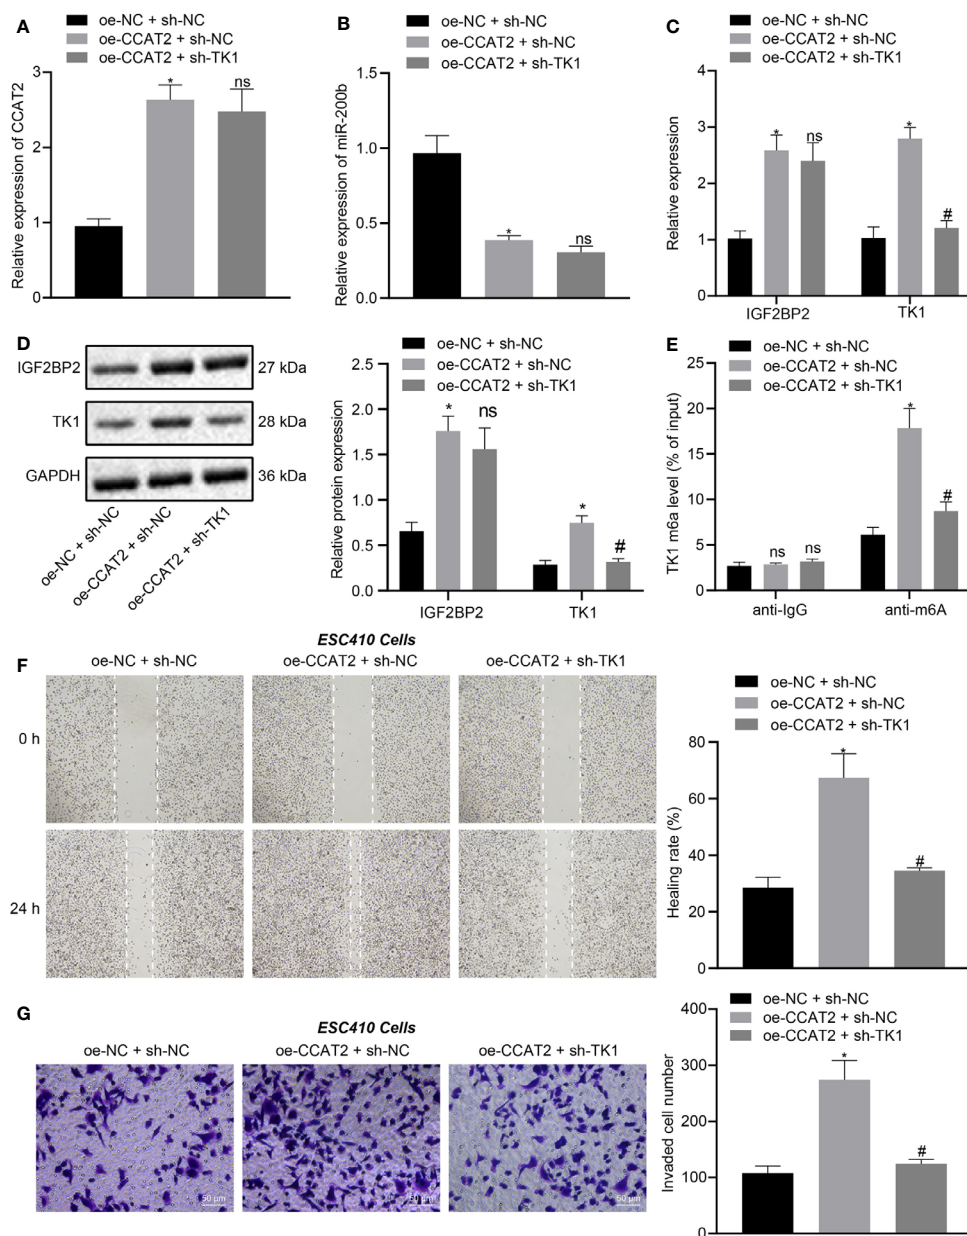 A
oe-NC + sh-NC
oe-CCAT2 + sh-NC
oe-CCAT2 + sh-TK1
Relative expression of CCAT2
3
2
1
0
*
ns
B
oe-NC + sh-NC
oe-CCAT2 + sh-NC
oe-CCAT2 + sh-TK1
Relative expression of miR-200b
1.5
1.0
0.5
0.0
*
ns
C
oe-NC + sh-NC
oe-CCAT2 + sh-NC
oe-CCAT2 + sh-TK1
Relative expression
4
3
2
1
0
*
ns
*
#
IGF2BP2
TK1
D
IGF2BP2
27 kDa
TK1
28 kDa
GAPDH
36 kDa
oe-NC + sh-NC
oe-CCAT2 + sh-NC
oe-CCAT2 + sh-TK1
oe-NC + sh-NC
oe-CCAT2 + sh-NC
oe-CCAT2 + sh-TK1
Relative protein expression
2.5
2.0
1.5
1.0
0.5
0.0
*
ns
*
#
IGF2BP2
TK1
E
oe-NC + sh-NC
oe-CCAT2 + sh-NC
oe-CCAT2 + sh-TK1
TK1 m6a level (% of input)
25
20
15
10
5
0
ns
ns
*
#
anti-IgG
anti-m6A
F
ESC410 Cells
oe-NC + sh-NC
oe-CCAT2 + sh-NC
oe-CCAT2 + sh-TK1
0 h
24 h
oe-NC + sh-NC
oe-CCAT2 + sh-NC
oe-CCAT2 + sh-TK1
Healing rate (%)
80
60
40
20
0
*
#
G
ESC410 Cells
oe-NC + sh-NC
oe-CCAT2 + sh-NC
oe-CCAT2 + sh-TK1
50 μm
50 μm
50 μm
oe-NC + sh-NC
oe-CCAT2 + sh-NC
oe-CCAT2 + sh-TK1
Invaded cell number
400
300
200
100
0
*
#